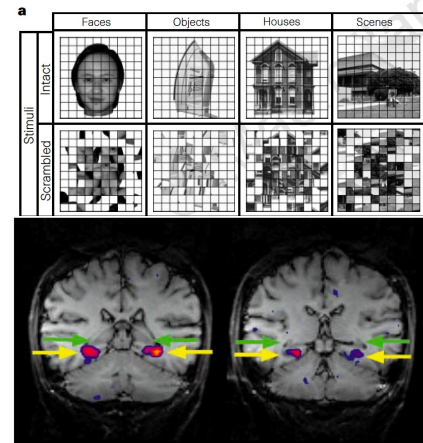 a
Faces
Objects
Houses
Scenes
Stimuli
Intact
Scrambled